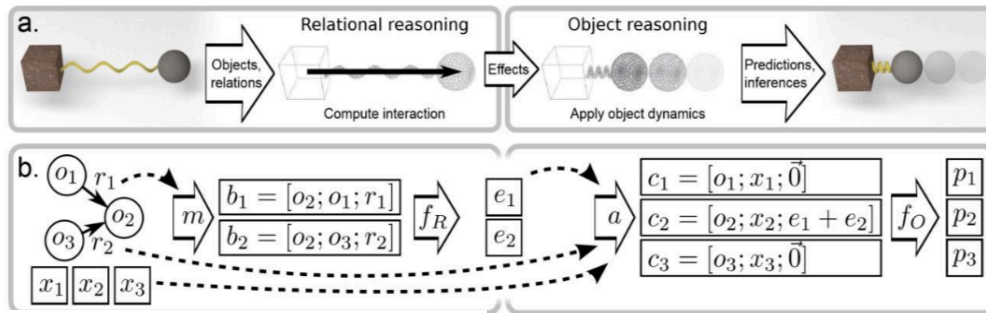 a.
Relational reasoning
Object reasoning
Objects,
relations
Compute interaction
Effects
Apply object dynamics
Predictions,
inferences
b.
o₁ r₁
o₂
o₃ r₂
x₁ x₂ x₃
m
b₁ = [o₂; o₁; r₁]
b₂ = [o₂; o₃; r₂]
f_R
e₁
e₂
a
c₁ = [o₁; x₁; 0⃗]
c₂ = [o₂; x₂; e₁ + e₂]
c₃ = [o₃; x₃; 0⃗]
f_O
p₁
p₂
p₃